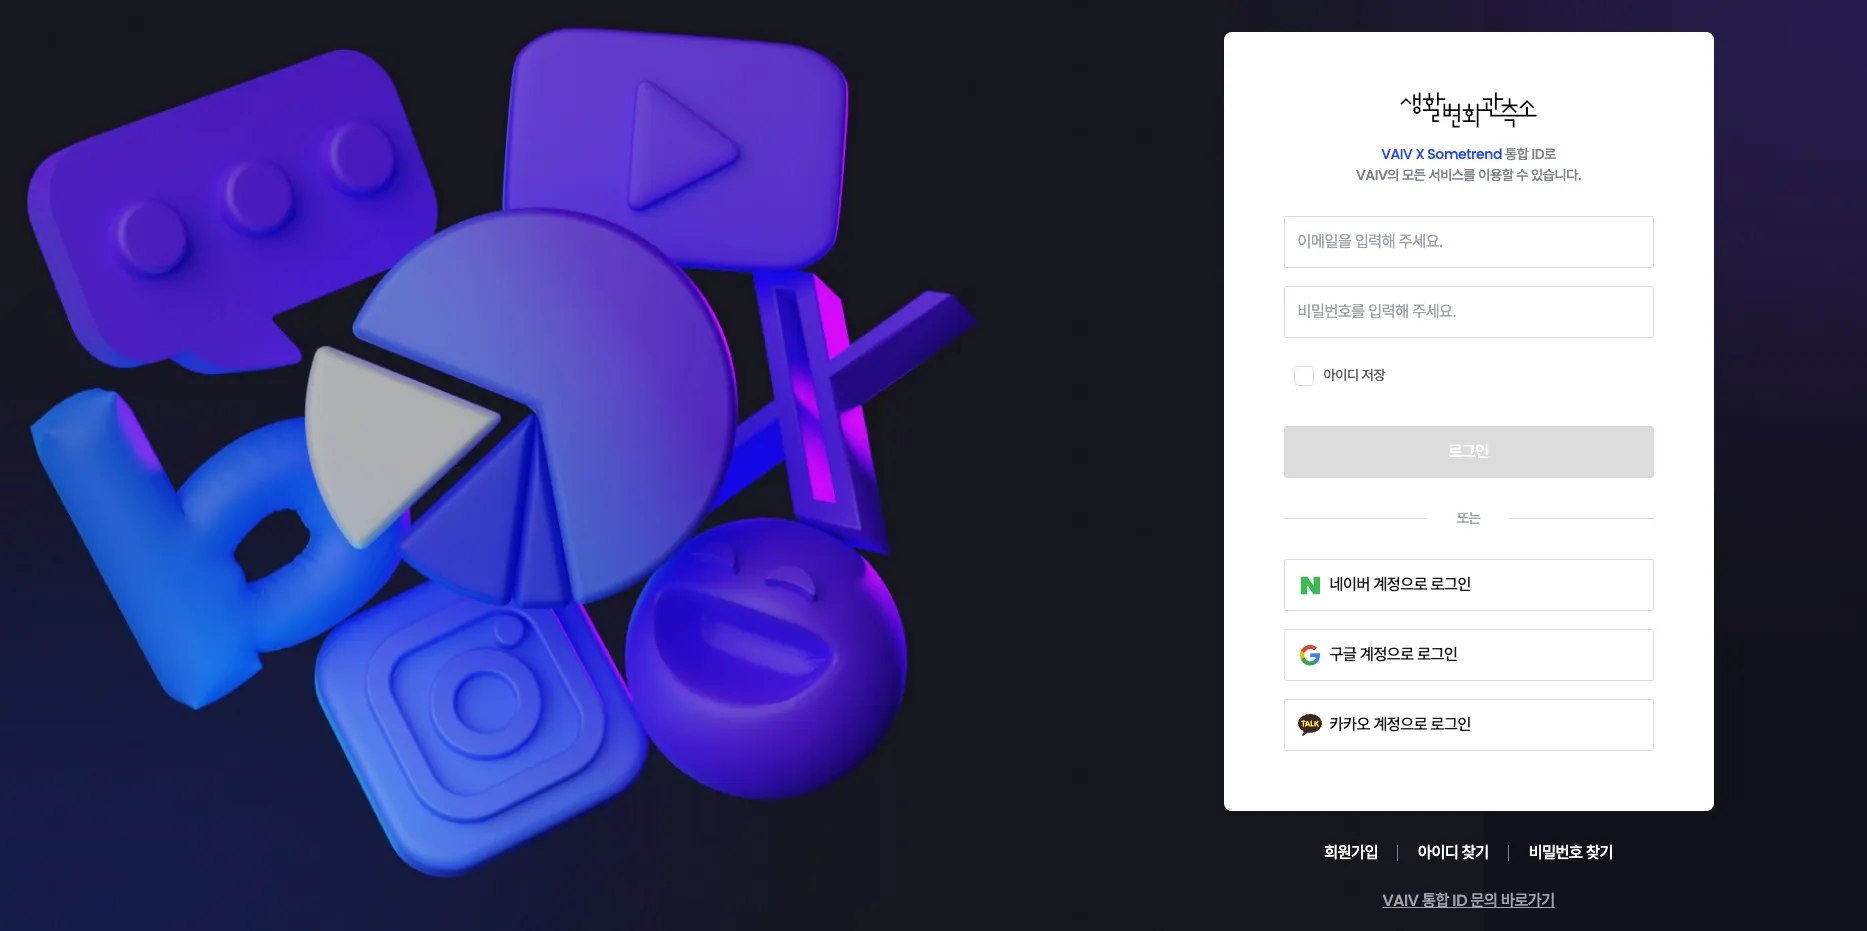 생활변화관측소
VAIV X Sometrend 통합 ID로
VAIV의 모든 서비스를 이용할 수 있습니다.
이메일을 입력해 주세요.
비밀번호를 입력해 주세요.
아이디 저장
로그인
또는
네이버 계정으로 로그인
구글 계정으로 로그인
TALK 카카오 계정으로 로그인
회원가입 | 아이디 찾기 | 비밀번호 찾기
VAIV 통합 ID 문의 바로가기